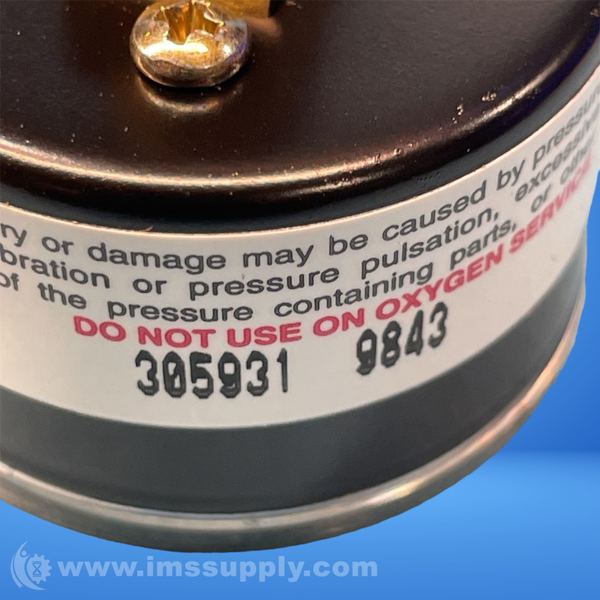 ry or damage may be caused by pressure
bration or pressure pulsation, excessive
of the pressure containing parts, or other
DO NOT USE ON OXYGEN SERVICE
305931 9843
www.imssupply.com